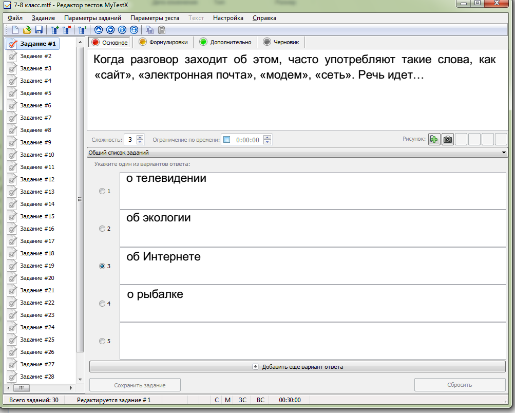 7-8 класс.mtf - Редактор тестов MyTestX
Файл Задание Параметры заданий Параметры теста Текст Настройка Справка
Задание #1
Задание #2
Задание #3
Задание #4
Задание #5
Задание #6
Задание #7
Задание #8
Задание #9
Задание #10
Задание #11
Задание #12
Задание #13
Задание #14
Задание #15
Задание #16
Задание #17
Задание #18
Задание #19
Задание #20
Задание #21
Задание #22
Задание #23
Задание #24
Задание #25
Задание #26
Задание #27
Задание #28
Основное Формулировки Дополнительно Черновик
Когда разговор заходит об этом, часто употребляют такие слова, как
«сайт», «электронная почта», «модем», «сеть». Речь идет…
Сложность: 3 Ограничение по времени: 0:00:00 Рисунок:
Общий список заданий
Укажите один из вариантов ответа:
1 о телевидении
2 об экологии
3 об Интернете
4 о рыбалке
5
Добавить еще вариант ответа
Сохранить задание Сбросить
Всего заданий: 30 Редактируется задание # 1 С М ЗС ВС 00:30:00